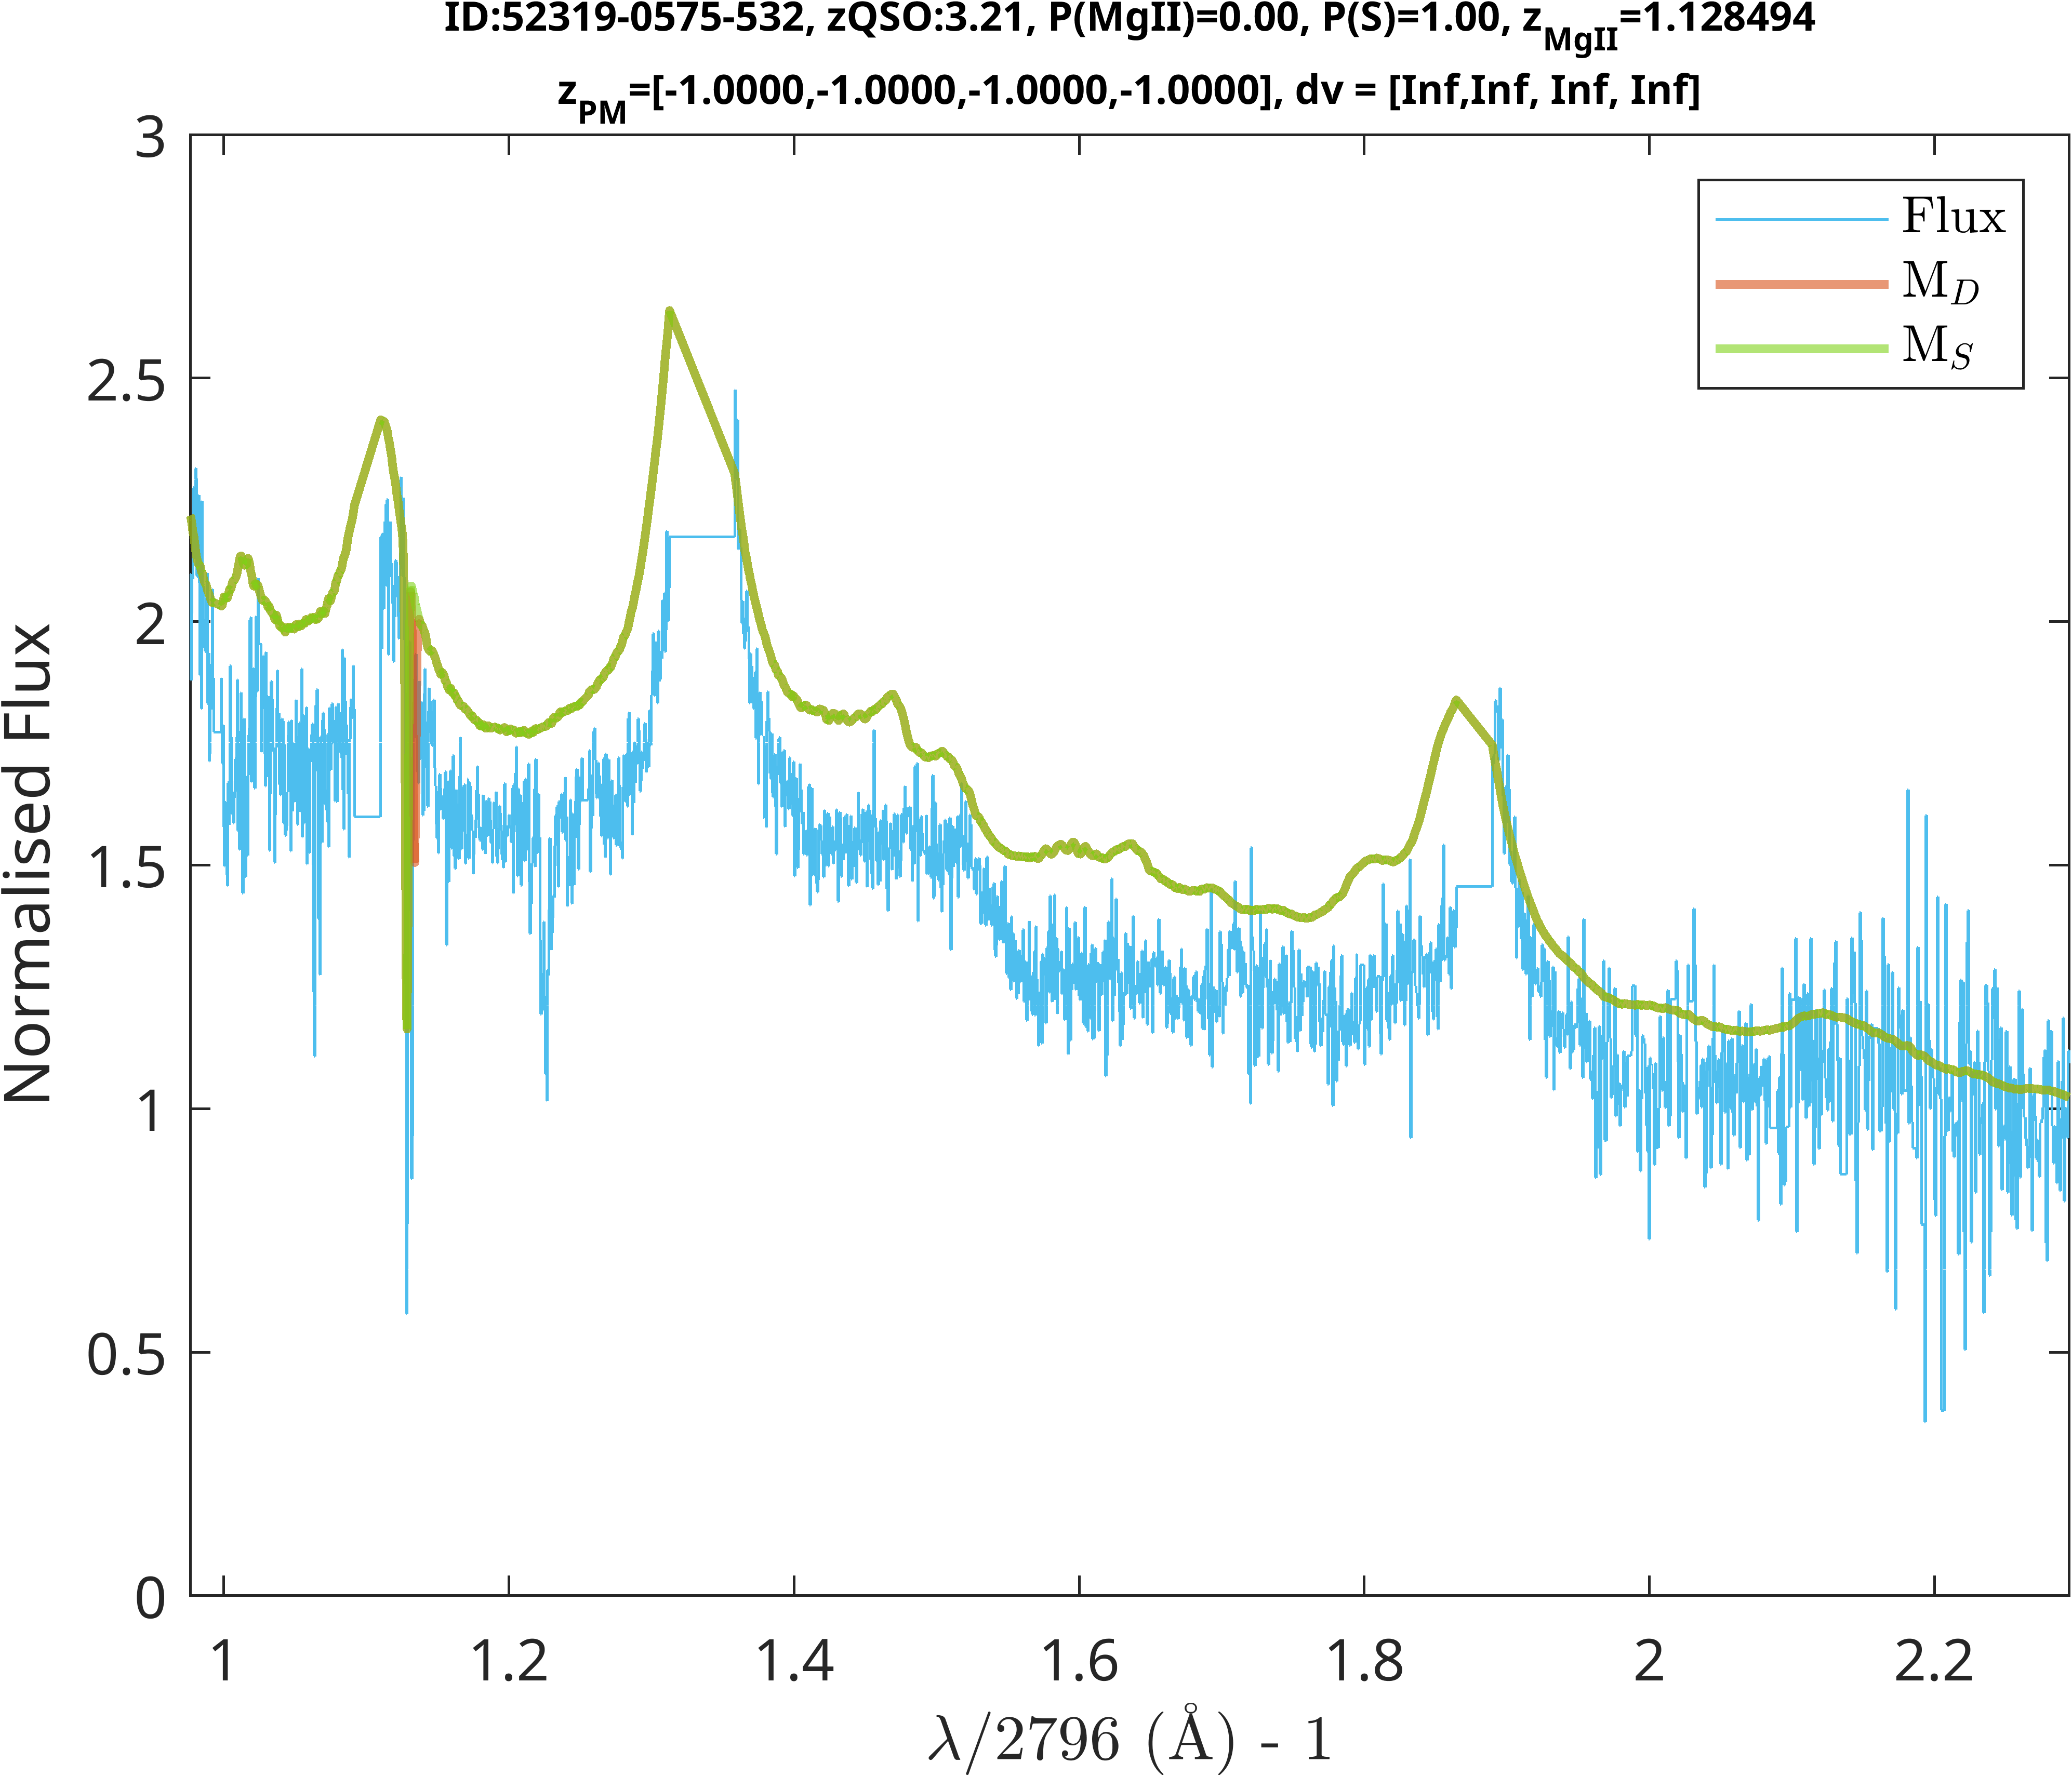 ID:52319-0575-532, zQSO:3.21, P(MgII)=0.00, P(S)=1.00, zMgII=1.128494
zPM=[-1.0000,-1.0000,-1.0000,-1.0000], dv = [Inf,Inf, Inf, Inf]
3
2.5
2
1.5
1
0.5
0
Normalised Flux
Flux
MD
MS
1 1.2 1.4 1.6 1.8 2 2.2
λ/2796 (Å) - 1